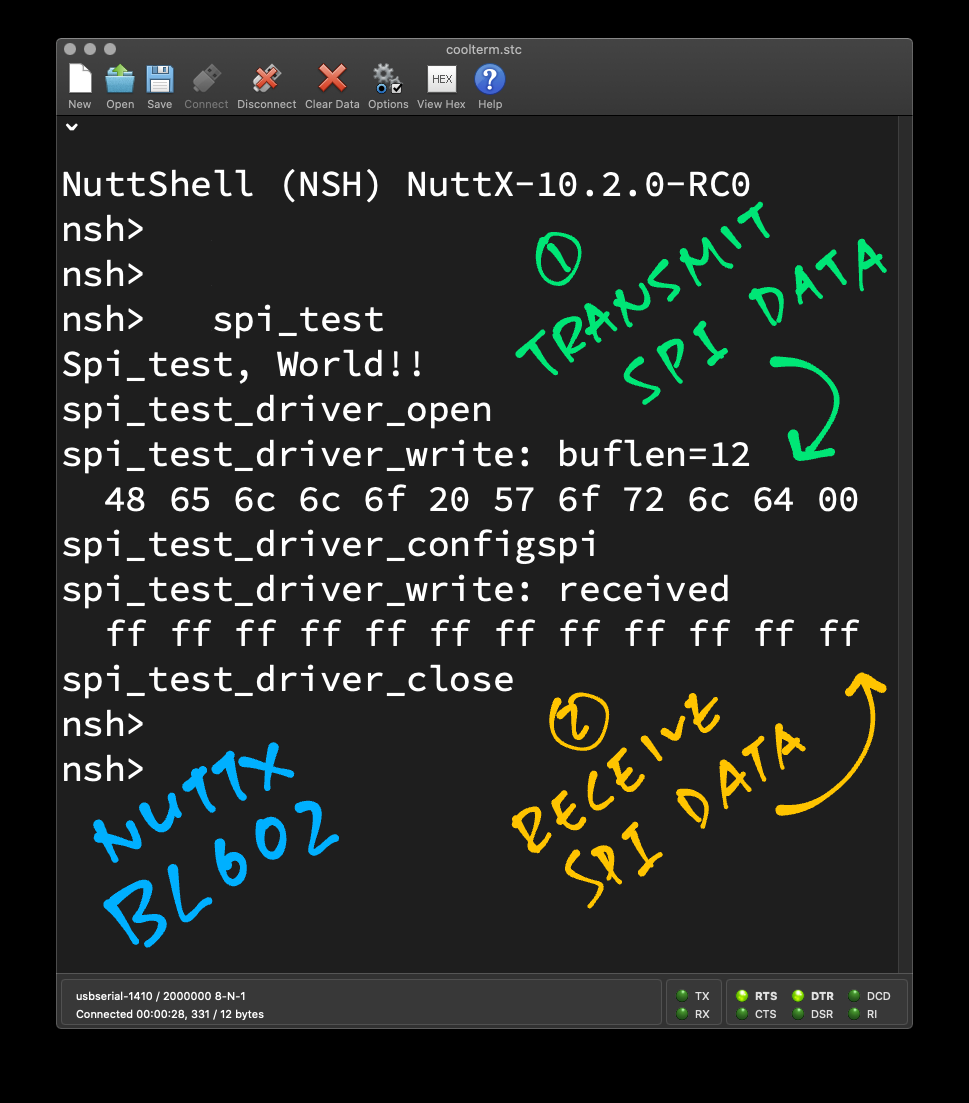 coolterm.stc
New Open Save Connect Disconnect Clear Data Options HEX View Hex ? Help
NuttShell (NSH) NuttX-10.2.0-RC0
nsh>
nsh>
nsh>   spi_test
Spi_test, World!!
spi_test_driver_open
spi_test_driver_write: buflen=12
48 65 6c 6c 6f 20 57 6f 72 6c 64 00
spi_test_driver_configspi
spi_test_driver_write: received
ff ff ff ff ff ff ff ff ff ff ff ff
spi_test_driver_close
nsh>
nsh>
1
TRANSMIT
SPI DATA
2
RECEIVE
SPI DATA
NUTTX
BL602
usbserial-1410 / 2000000 8-N-1
Connected 00:00:28, 331 / 12 bytes
TX RTS DTR DCD
RX CTS DSR RI